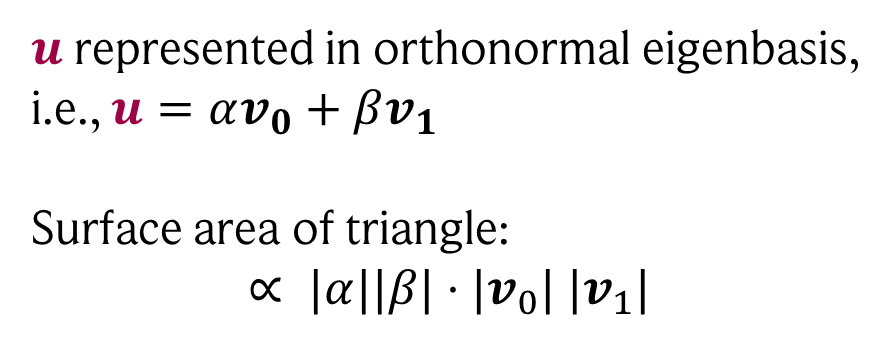 u represented in orthonormal eigenbasis,
i.e., u = αv₀ + βv₁
Surface area of triangle:
∝ |α||β| · |v₀| |v₁|